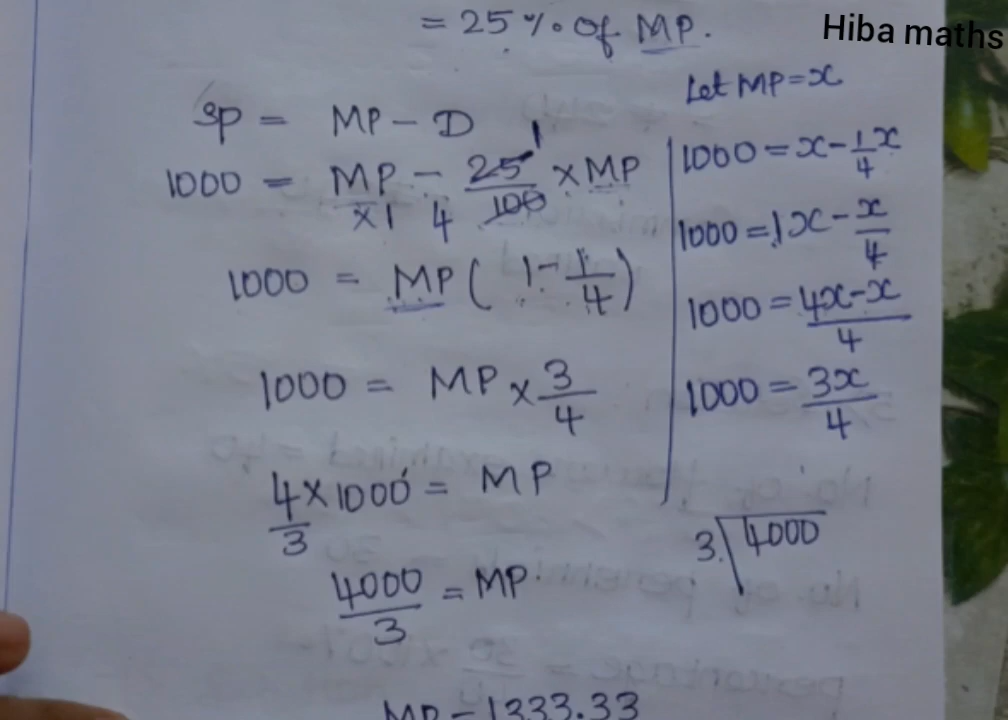 = 25 % of MP.
Hiba maths
SP = MP - D
1000 = MP - 25/100 × MP
×1 4 1
1000 = MP ( 1 - 1/4 )
1000 = MP × 3/4
4/3 × 1000 = MP
4000/3 = MP
MP = 1333.33
Let MP = x
1000 = x - 1/4 x
1000 = 1x - x/4
1000 = 4x-x/4
1000 = 3x/4
3 4000